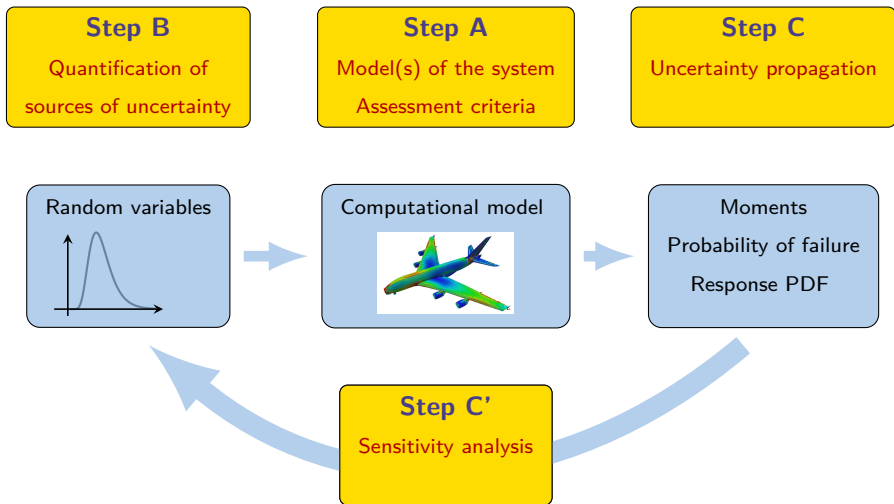 Step B
Quantification of
sources of uncertainty
Step A
Model(s) of the system
Assessment criteria
Step C
Uncertainty propagation
Random variables
Computational model
Moments
Probability of failure
Response PDF
Step C'
Sensitivity analysis